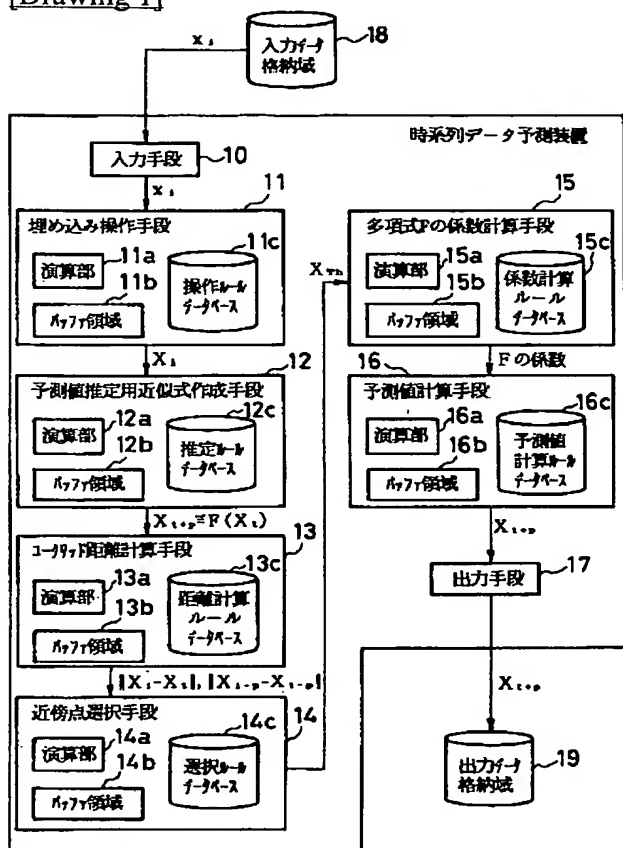 [Drawing 1]
xi
入力データ
格納域
18
時系列データ予測装置
入力手段
10
xi
11
埋め込み操作手段
11a
演算部
11b
バッファ領域
11c
操作ルール
データベース
Xi
12
予測値推定用近似式作成手段
12a
演算部
12b
バッファ領域
12c
推定ルール
データベース
Xt+p≡F(Xt)
13
ユークリッド距離計算手段
13a
演算部
13b
バッファ領域
13c
距離計算
ルール
データベース
‖Xi-Xt‖, ‖Xi-p-Xt-p‖
14
近傍点選択手段
14a
演算部
14b
バッファ領域
14c
選択ルール
データベース
XTh
15
多項式Fの係数計算手段
15a
演算部
15b
バッファ領域
15c
係数計算
ルール
データベース
Fの係数
16
予測値計算手段
16a
演算部
16b
バッファ領域
16c
予測値
計算ルール
データベース
Xt+p
出力手段
17
Xt+p
出力データ
格納域
19